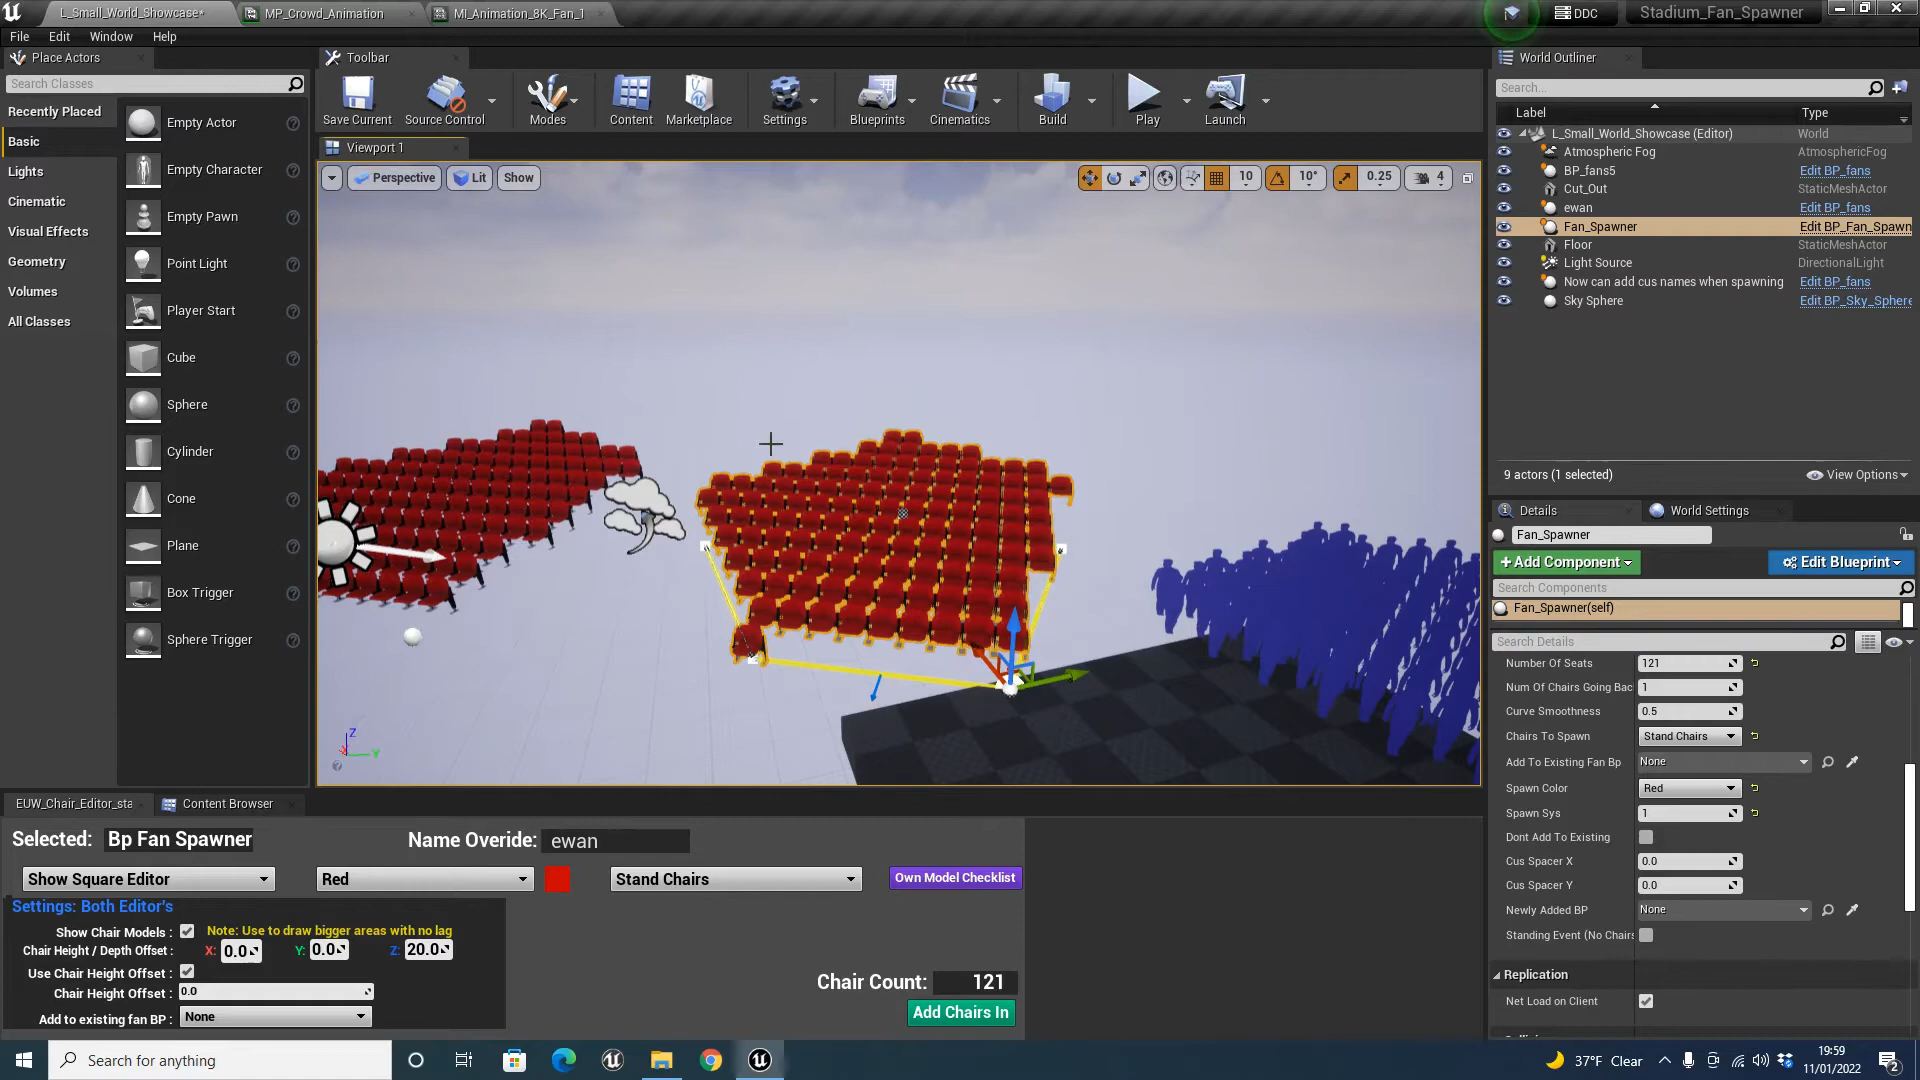 L_Small_World_Showcase*
MP_Crowd_Animation
MI_Animation_8K_Fan_1
DDC
Stadium_Fan_Spawner
File
Edit
Window
Help
Place Actors
Search Classes
Recently Placed
Basic
Lights
Cinematic
Visual Effects
Geometry
Volumes
All Classes
Empty Actor
Empty Character
Empty Pawn
Point Light
Player Start
Cube
Sphere
Cylinder
Cone
Plane
Box Trigger
Sphere Trigger
Toolbar
Save Current
Source Control
Modes
Content
Marketplace
Settings
Blueprints
Cinematics
Build
Play
Launch
Viewport 1
Perspective
Lit
Show
10
10°
0.25
4
Z
X
Y
World Outliner
Search...
Label
Type
L_Small_World_Showcase (Editor)
World
Atmospheric Fog
AtmosphericFog
BP_fans5
Edit BP_fans
Cut_Out
StaticMeshActor
ewan
Edit BP_fans
Fan_Spawner
Edit BP_Fan_Spawn
Floor
StaticMeshActor
Light Source
DirectionalLight
Now can add cus names when spawning
Edit BP_fans
Sky Sphere
Edit BP_Sky_Sphere
9 actors (1 selected)
View Options
Details
World Settings
Fan_Spawner
+ Add Component
Edit Blueprint
Search Components
Fan_Spawner(self)
Search Details
Number Of Seats
121
Num Of Chairs Going Bac
1
Curve Smoothness
0.5
Chairs To Spawn
Stand Chairs
Add To Existing Fan Bp
None
Spawn Color
Red
Spawn Sys
1
Dont Add To Existing
Cus Spacer X
0.0
Cus Spacer Y
0.0
Newly Added BP
None
Standing Event (No Chairs
Replication
Net Load on Client
EUW_Chair_Editor_sta
Content Browser
Selected: Bp Fan Spawner
Name Overide: ewan
Show Square Editor
Red
Stand Chairs
Own Model Checklist
Settings: Both Editor's
Show Chair Models :
Note: Use to draw bigger areas with no lag
Chair Height / Depth Offset :
X: 0.0
Y: 0.0
Z: 20.0
Use Chair Height Offset :
Chair Height Offset :
0.0
Add to existing fan BP :
None
Chair Count: 121
Add Chairs In
Search for anything
37°F Clear
19:59
11/01/2022
2